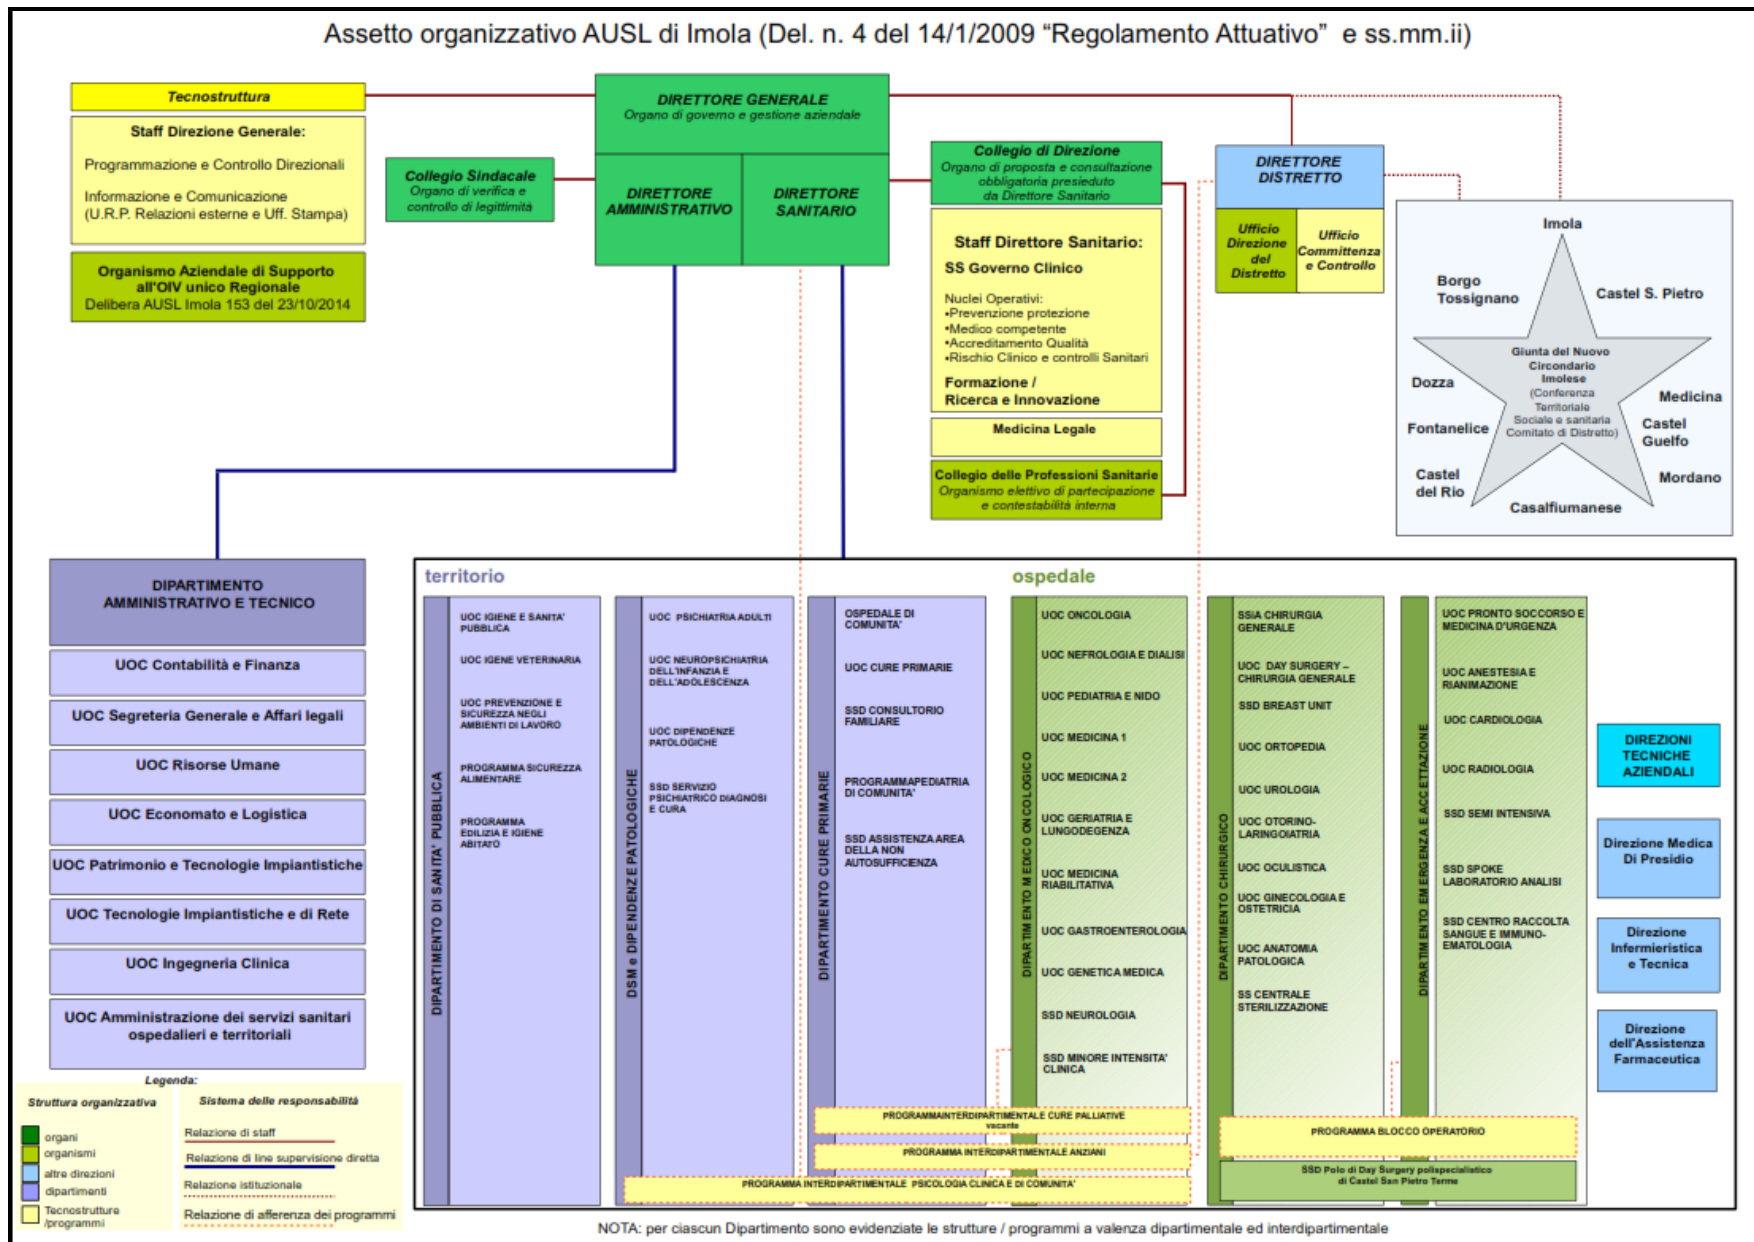 Assetto organizzativo AUSL di Imola (Del. n. 4 del 14/1/2009 “Regolamento Attuativo” e ss.mm.ii)
Tecnostruttura
Staff Direzione Generale:
Programmazione e Controllo Direzionali
Informazione e Comunicazione
(U.R.P. Relazioni esterne e Uff. Stampa)
Organismo Aziendale di Supporto
all'OIV unico Regionale
Delibera AUSL Imola 153 del 23/10/2014
Collegio Sindacale
Organo di verifica e
controllo di legittimità
DIRETTORE GENERALE
Organo di governo e gestione aziendale
DIRETTORE
AMMINISTRATIVO
DIRETTORE
SANITARIO
Collegio di Direzione
Organo di proposta e consultazione
obbligatoria presieduto
da Direttore Sanitario
Staff Direttore Sanitario:
SS Governo Clinico
Nuclei Operativi:
•Prevenzione protezione
•Medico competente
•Accreditamento Qualità
•Rischio Clinico e controlli Sanitari
Formazione /
Ricerca e Innovazione
Medicina Legale
Collegio delle Professioni Sanitarie
Organismo elettivo di partecipazione
e contestabilità interna
DIRETTORE
DISTRETTO
Ufficio
Direzione
del
Distretto
Ufficio
Committenza
e Controllo
Imola
Borgo
Tossignano
Castel S. Pietro
Giunta del Nuovo
Circondario
Imolese
(Conferenza
Territoriale
Sociale e sanitaria
Comitato di Distretto)
Dozza
Medicina
Fontanelice
Castel
Guelfo
Castel
del Rio
Mordano
Casalfiumanese
DIPARTIMENTO
AMMINISTRATIVO E TECNICO
UOC Contabilità e Finanza
UOC Segreteria Generale e Affari legali
UOC Risorse Umane
UOC Economato e Logistica
UOC Patrimonio e Tecnologie Impiantistiche
UOC Tecnologie Impiantistiche e di Rete
UOC Ingegneria Clinica
UOC Amministrazione dei servizi sanitari
ospedalieri e territoriali
territorio
DIPARTIMENTO DI SANITA' PUBBLICA
UOC IGIENE E SANITA'
PUBBLICA
UOC IGENE VETERINARIA
UOC PREVENZIONE E
SICUREZZA NEGLI
AMBIENTI DI LAVORO
PROGRAMMA SICUREZZA
ALIMENTARE
PROGRAMMA
EDILIZIA E IGIENE
ABITATO
DSM e DIPENDENZE PATOLOGICHE
UOC PSICHIATRIA ADULTI
UOC NEUROPSICHIATRIA
DELL'INFANZIA E
DELL'ADOLESCENZA
UOC DIPENDENZE
PATOLOGICHE
SSD SERVIZIO
PSICHIATRICO DIAGNOSI
E CURA
DIPARTIMENTO CURE PRIMARIE
OSPEDALE DI
COMUNITA'
UOC CURE PRIMARIE
SSD CONSULTORIO
FAMILIARE
PROGRAMMAPEDIATRIA
DI COMUNITA'
SSD ASSISTENZA AREA
DELLA NON
AUTOSUFFICIENZA
ospedale
DIPARTIMENTO MEDICO ONCOLOGICO
UOC ONCOLOGIA
UOC NEFROLOGIA E DIALISI
UOC PEDIATRIA E NIDO
UOC MEDICINA 1
UOC MEDICINA 2
UOC GERIATRIA E
LUNGODEGENZA
UOC MEDICINA
RIABILITATIVA
UOC GASTROENTEROLOGIA
UOC GENETICA MEDICA
SSD NEUROLOGIA
SSD MINORE INTENSITA'
CLINICA
DIPARTIMENTO CHIRURGICO
SSIA CHIRURGIA
GENERALE
UOC DAY SURGERY –
CHIRURGIA GENERALE
SSD BREAST UNIT
UOC ORTOPEDIA
UOC UROLOGIA
UOC OTORINO-
LARINGOIATRIA
UOC OCULISTICA
UOC GINECOLOGIA E
OSTETRICIA
UOC ANATOMIA
PATOLOGICA
SS CENTRALE
STERILIZZAZIONE
DIPARTIMENTO EMERGENZA E ACCETTAZIONE
UOC PRONTO SOCCORSO E
MEDICINA D'URGENZA
UOC ANESTESIA E
RIANIMAZIONE
UOC CARDIOLOGIA
UOC RADIOLOGIA
SSD SEMI INTENSIVA
SSD SPOKE
LABORATORIO ANALISI
SSD CENTRO RACCOLTA
SANGUE E IMMUNO-
EMATOLOGIA
PROGRAMMAINTERDIPARTIMENTALE CURE PALLIATIVE
vacante
PROGRAMMA INTERDIPARTIMENTALE ANZIANI
PROGRAMMA INTERDIPARTIMENTALE PSICOLOGIA CLINICA E DI COMUNITA'
PROGRAMMA BLOCCO OPERATORIO
SSD Polo di Day Surgery polispecialistico
di Castel San Pietro Terme
DIREZIONI
TECNICHE
AZIENDALI
Direzione Medica
Di Presidio
Direzione
Infermieristica
e Tecnica
Direzione
dell'Assistenza
Farmaceutica
Legenda:
Struttura organizzativa
organi
organismi
altre direzioni
dipartimenti
Tecnostrutture
/programmi
Sistema delle responsabilità
Relazione di staff
Relazione di line supervisione diretta
Relazione istituzionale
Relazione di afferenza dei programmi
NOTA: per ciascun Dipartimento sono evidenziate le strutture / programmi a valenza dipartimentale ed interdipartimentale